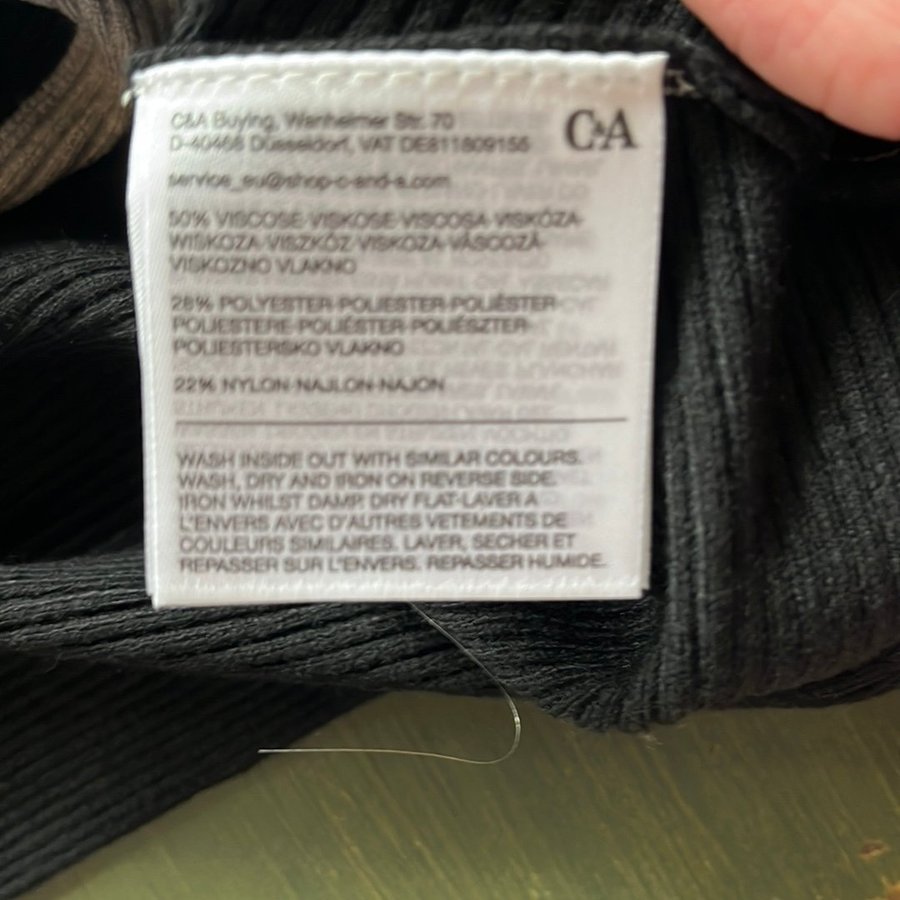 C&A Buying, Wanheimer Str. 70
D-40468 Düsseldorf, VAT DE811809155
C&A
service_eu@shop-c-and-a.com
50% VISCOSE·VISKOSE·VISCOSA·VISKÓZA·
WISKOZA·VISZKÓZ·VISKOZA·VÂSCOZĂ·
VISKOZNO VLAKNO
28% POLYESTER·POLIESTER·POLIÉSTER·
POLIESTERE·POLIÉSTER·POLIÉSZTER·
POLIESTERSKO VLAKNO
22% NYLON·NAJLON·NAJON
WASH INSIDE OUT WITH SIMILAR COLOURS.
WASH, DRY AND IRON ON REVERSE SIDE.
IRON WHILST DAMP. DRY FLAT·LAVER A
L'ENVERS AVEC D'AUTRES VETEMENTS DE
COULEURS SIMILAIRES. LAVER, SECHER ET
REPASSER SUR L'ENVERS. REPASSER HUMIDE.